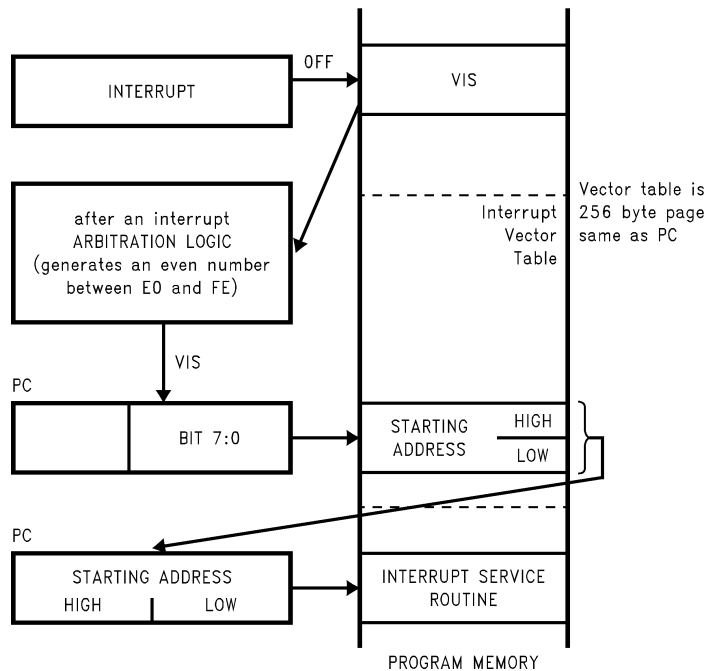 OFF
INTERRUPT
VIS
after an interrupt
ARBITRATION LOGIC
(generates an even number
between E0 and FE)
Interrupt
Vector
Table
Vector table is
256 byte page
same as PC
VIS
PC
BIT 7:0
STARTING
ADDRESS
HIGH
LOW
PC
STARTING ADDRESS
HIGH
LOW
INTERRUPT SERVICE
ROUTINE
PROGRAM MEMORY